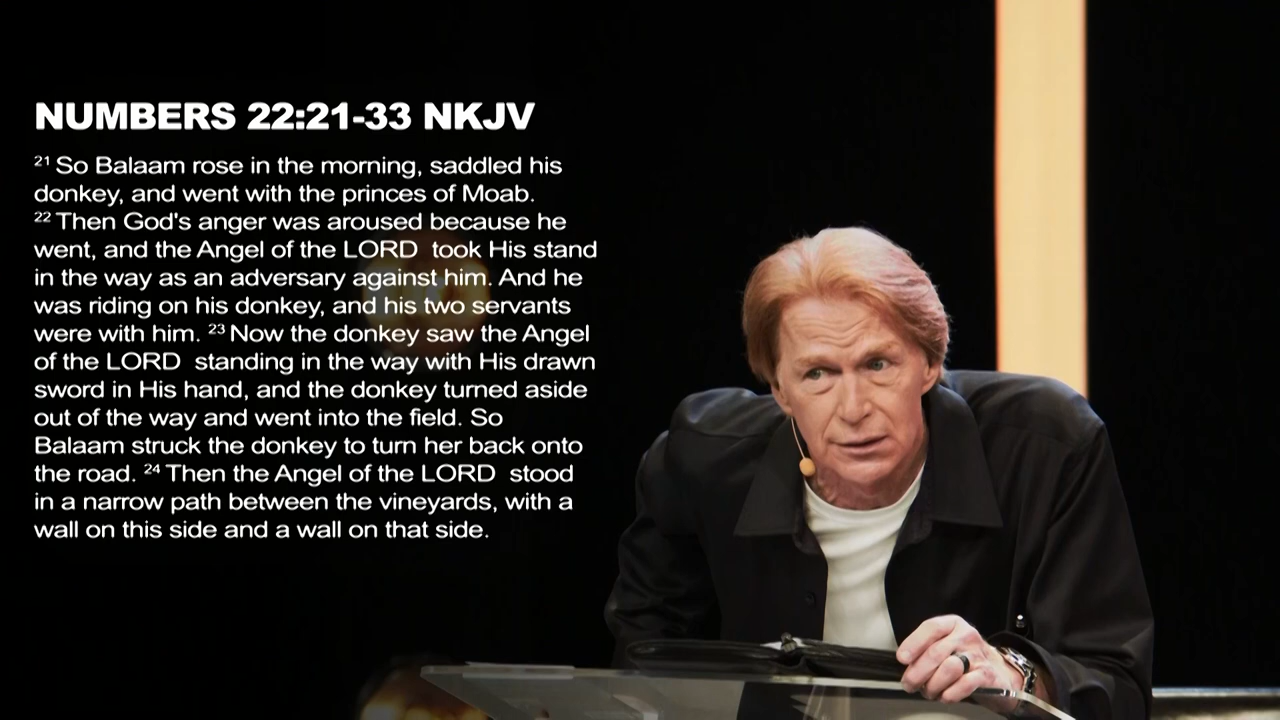 NUMBERS 22:21-33 NKJV
21 So Balaam rose in the morning, saddled his
donkey, and went with the princes of Moab.
22 Then God's anger was aroused because he
went, and the Angel of the LORD took His stand
in the way as an adversary against him. And he
was riding on his donkey, and his two servants
were with him. 23 Now the donkey saw the Angel
of the LORD standing in the way with His drawn
sword in His hand, and the donkey turned aside
out of the way and went into the field. So
Balaam struck the donkey to turn her back onto
the road. 24 Then the Angel of the LORD stood
in a narrow path between the vineyards, with a
wall on this side and a wall on that side.